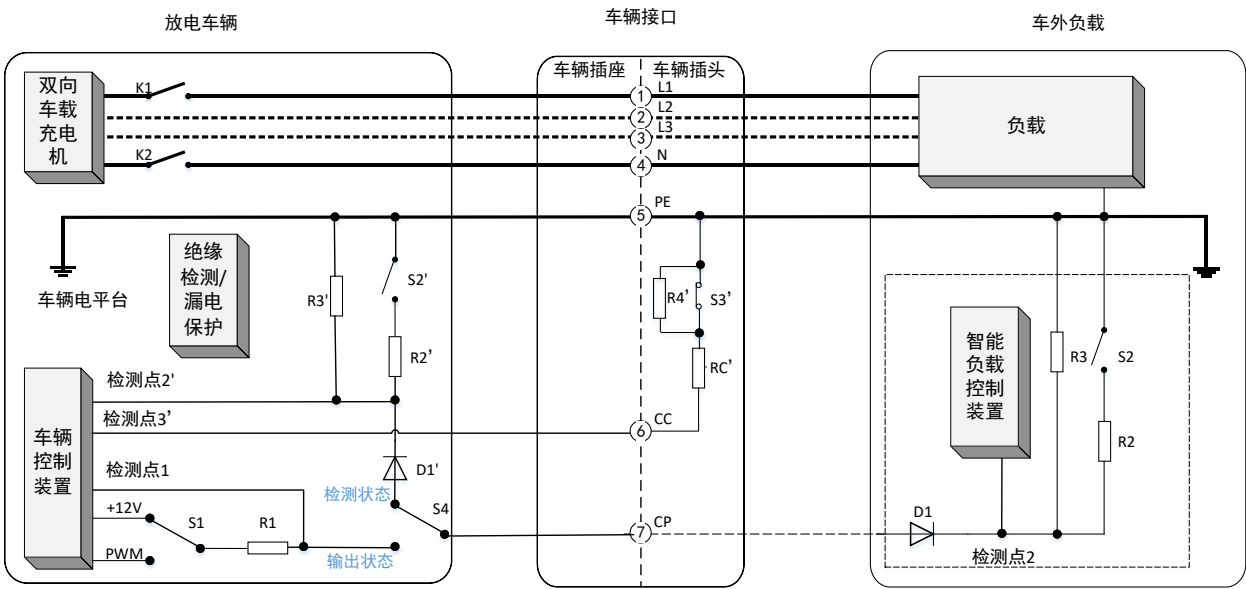 放电车辆
车辆接口
车外负载
双向
车载
充电
机
K1
K2
车辆插座
车辆插头
1
L1
2
L2
3
L3
4
N
5
PE
负载
车辆电平台
绝缘
检测/
漏电
保护
R3'
S2'
R2’
R4’
S3’
RC’
智能
负载
控制
装置
R3
S2
R2
车辆
控制
装置
检测点2'
检测点3’
检测点1
+12V
S1
R1
PWM
检测状态
D1'
S4
输出状态
6
CC
7
CP
D1
检测点2